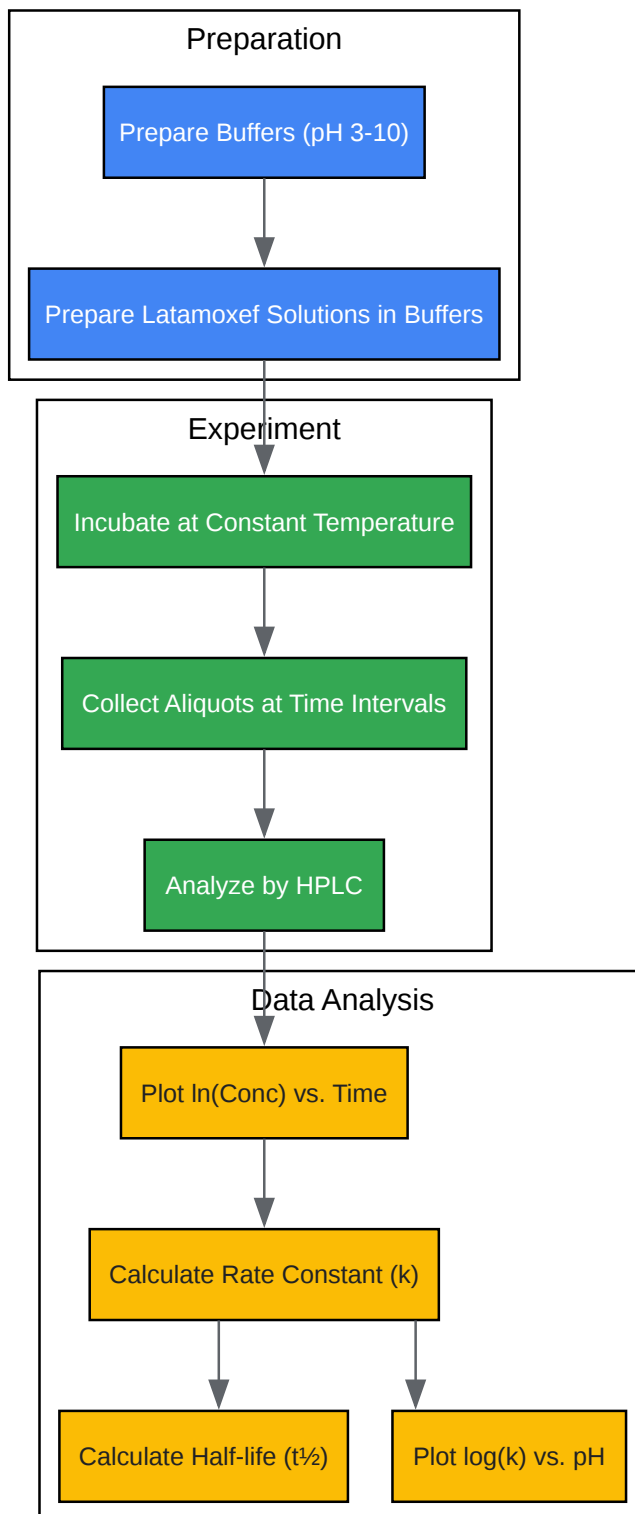 Preparation
Prepare Buffers (pH 3-10)
Prepare Latamoxef Solutions in Buffers
Experiment
Incubate at Constant Temperature
Collect Aliquots at Time Intervals
Analyze by HPLC
Data Analysis
Plot ln(Conc) vs. Time
Calculate Rate Constant (k)
Calculate Half-life (t½)
Plot log(k) vs. pH